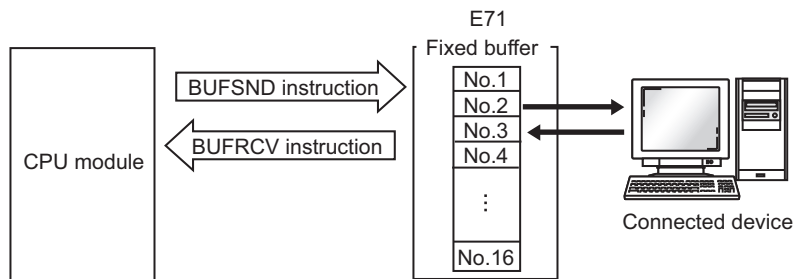 E71
Fixed buffer
BUFSND instruction
BUFRCV instruction
CPU module
No.1
No.2
No.3
No.4
⋮
No.16
Connected device